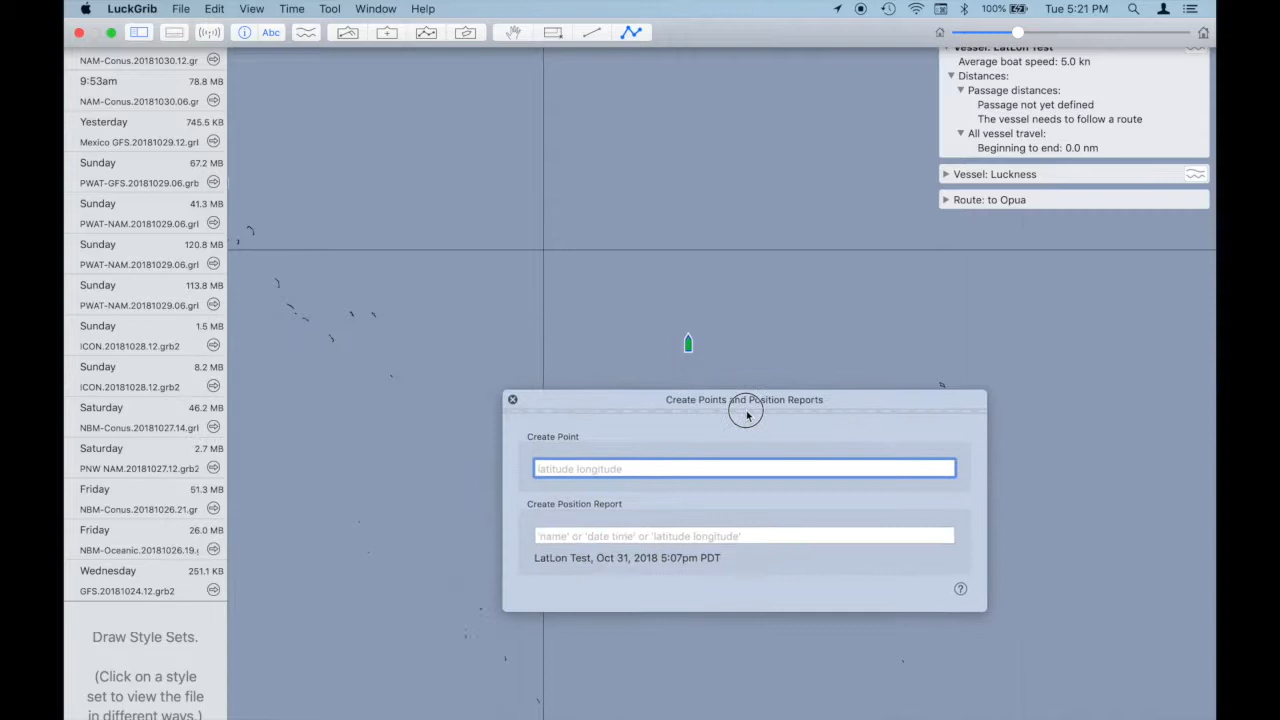 LuckGrib File Edit View Time Tool Window Help 100% Tue 5:21 PM
Abc
NAM-Conus.20181030.12.gr
9:53am 78.8 MB
NAM-Conus.20181030.06.gr
Yesterday 745.5 KB
Mexico GFS.20181029.12.grl
Sunday 67.2 MB
PWAT-GFS.20181029.06.grb
Sunday 41.3 MB
PWAT-NAM.20181029.06.grl
Sunday 120.8 MB
PWAT-NAM.20181029.06.grl
Sunday 113.8 MB
PWAT-NAM.20181029.06.grl
Sunday 1.5 MB
ICON.20181028.12.grb2
Sunday 8.2 MB
ICON.20181028.12.grb2
Saturday 46.2 MB
NBM-Conus.20181027.14.grl
Saturday 2.7 MB
PNW NAM.20181027.12.grb2
Friday 51.3 MB
NBM-Conus.20181026.21.gr
Friday 26.0 MB
NBM-Oceanic.20181026.19.g
Wednesday 251.1 KB
GFS.20181024.12.grb2
Draw Style Sets.
(Click on a style
set to view the file
in different ways.)
Vessel: LatLon Test
Average boat speed: 5.0 kn
Distances:
Passage distances:
Passage not yet defined
The vessel needs to follow a route
All vessel travel:
Beginning to end: 0.0 nm
Vessel: Luckness
Route: to Opua
Create Points and Position Reports
Create Point
latitude longitude
Create Position Report
'name' or 'date time' or 'latitude longitude'
LatLon Test, Oct 31, 2018 5:07pm PDT
?